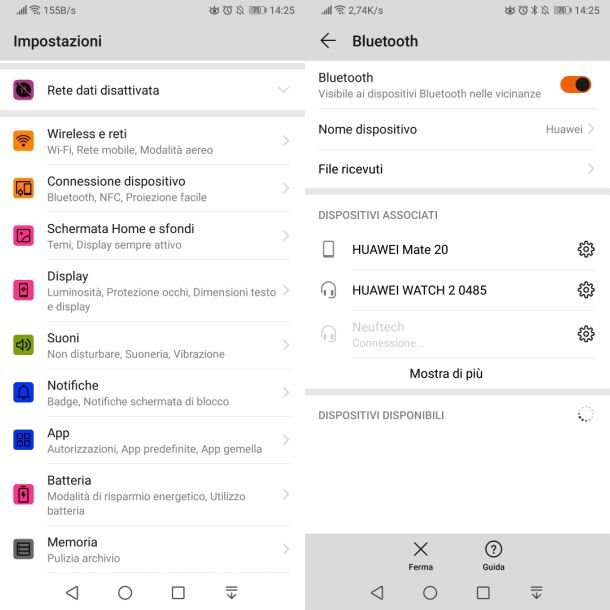 155B/s
70
14:25
Impostazioni
Rete dati disattivata
Wireless e reti
Wi-Fi, Rete mobile, Modalità aereo
Connessione dispositivo
Bluetooth, NFC, Proiezione facile
Schermata Home e sfondi
Temi, Display sempre attivo
Display
Luminosità, Protezione occhi, Dimensioni testo
e display
Suoni
Non disturbare, Suoneria, Vibrazione
Notifiche
Badge, Notifiche schermata di blocco
App
Autorizzazioni, App predefinite, App gemella
Batteria
Modalità di risparmio energetico, Utilizzo
batteria
Memoria
Pulizia archivio
2,74K/s
70
14:25
Bluetooth
Bluetooth
Visibile ai dispositivi Bluetooth nelle vicinanze
Nome dispositivo
Huawei
File ricevuti
DISPOSITIVI ASSOCIATI
HUAWEI Mate 20
HUAWEI WATCH 2 0485
Neuftech
Connessione...
Mostra di più
DISPOSITIVI DISPONIBILI
Ferma
Guida